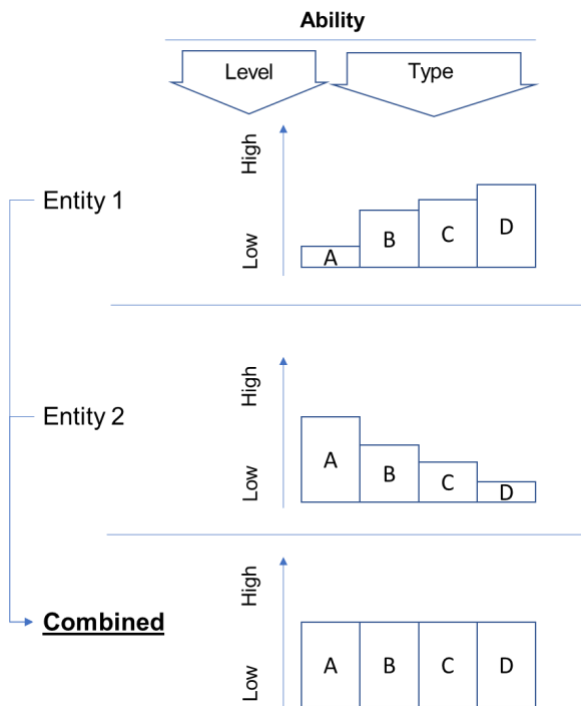 Ability
Level
Type
High
Low
Entity 1
A
B
C
D
High
Low
Entity 2
A
B
C
D
High
Low
Combined
A
B
C
D